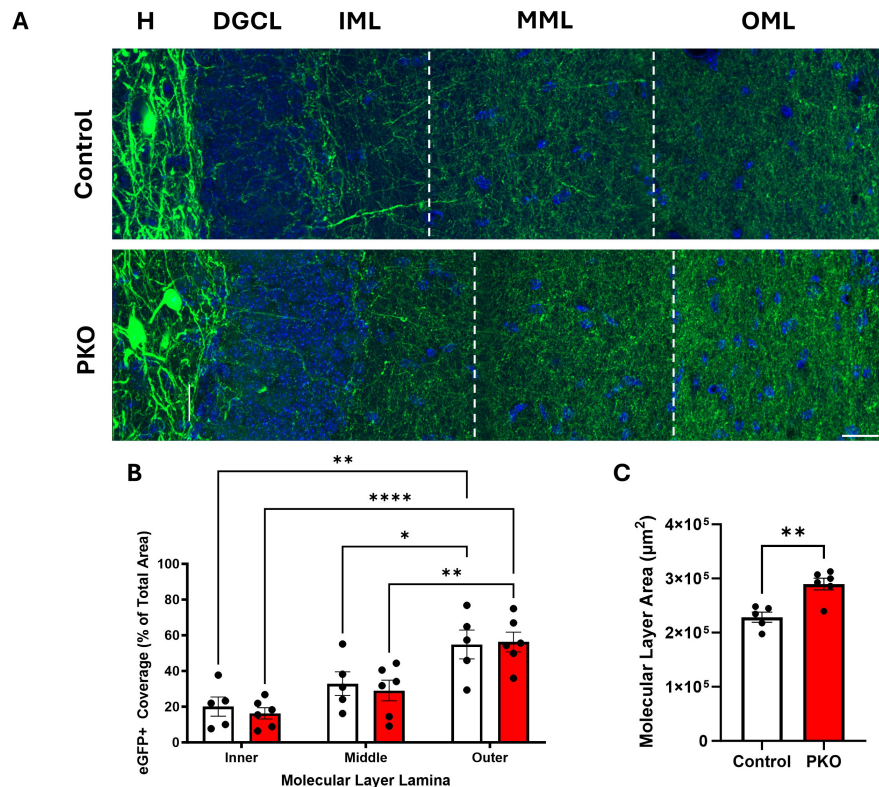 A
H DGCL IML MML OML
Control
PKO
B
**
****
*
**
eGFP+ Coverage (% of Total Area)
100
80
60
40
20
0
Inner Middle Outer
Molecular Layer Lamina
C
**
Molecular Layer Area (µm²)
4×10⁵
3×10⁵
2×10⁵
1×10⁵
0
Control PKO